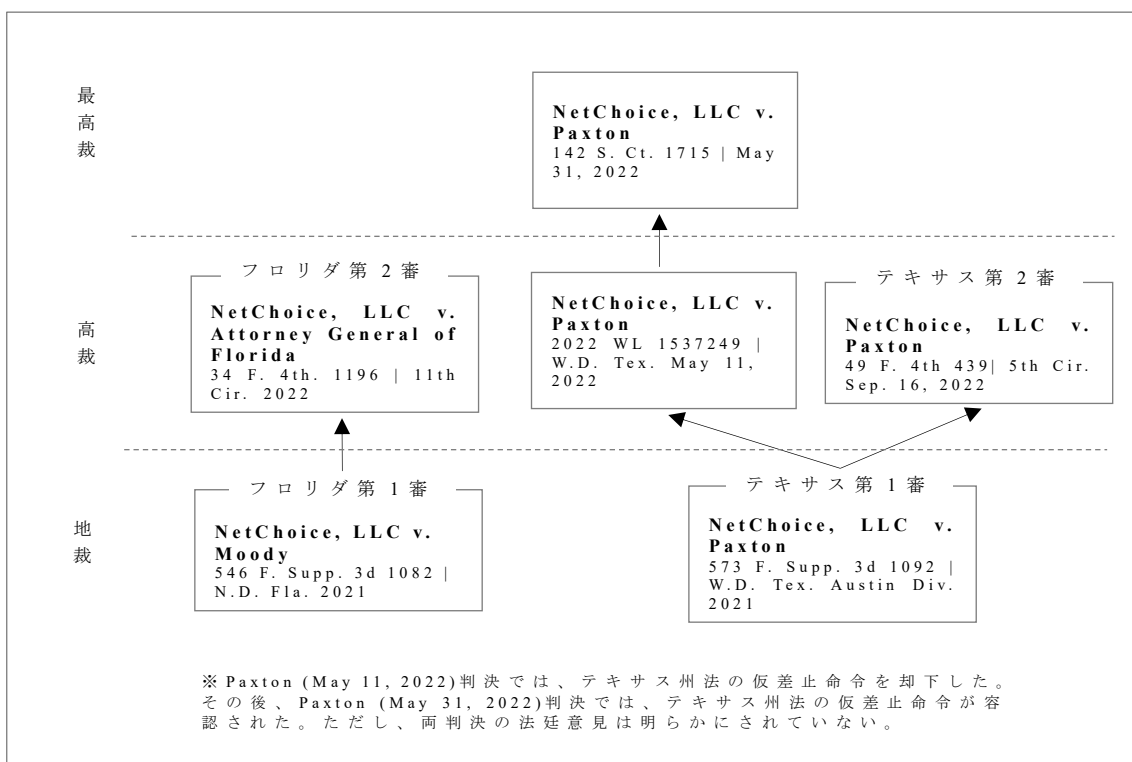 最
高
裁
NetChoice, LLC v.
Paxton
142 S. Ct. 1715 | May
31, 2022
高
裁
フロリダ第2審
NetChoice, LLC v.
Attorney General of
Florida
34 F. 4th. 1196 | 11th
Cir. 2022
NetChoice, LLC v.
Paxton
2022 WL 1537249 |
W.D. Tex. May 11,
2022
テキサス第2審
NetChoice, LLC v.
Paxton
49 F. 4th 439| 5th Cir.
Sep. 16, 2022
地
裁
フロリダ第1審
NetChoice, LLC v.
Moody
546 F. Supp. 3d 1082 |
N.D. Fla. 2021
テキサス第1審
NetChoice, LLC v.
Paxton
573 F. Supp. 3d 1092 |
W.D. Tex. Austin Div.
2021
※Paxton (May 11, 2022)判決では、テキサス州法の仮差止命令を却下した。
その後、Paxton (May 31, 2022)判決では、テキサス州法の仮差止命令が容
認された。ただし、両判決の法廷意見は明らかにされていない。